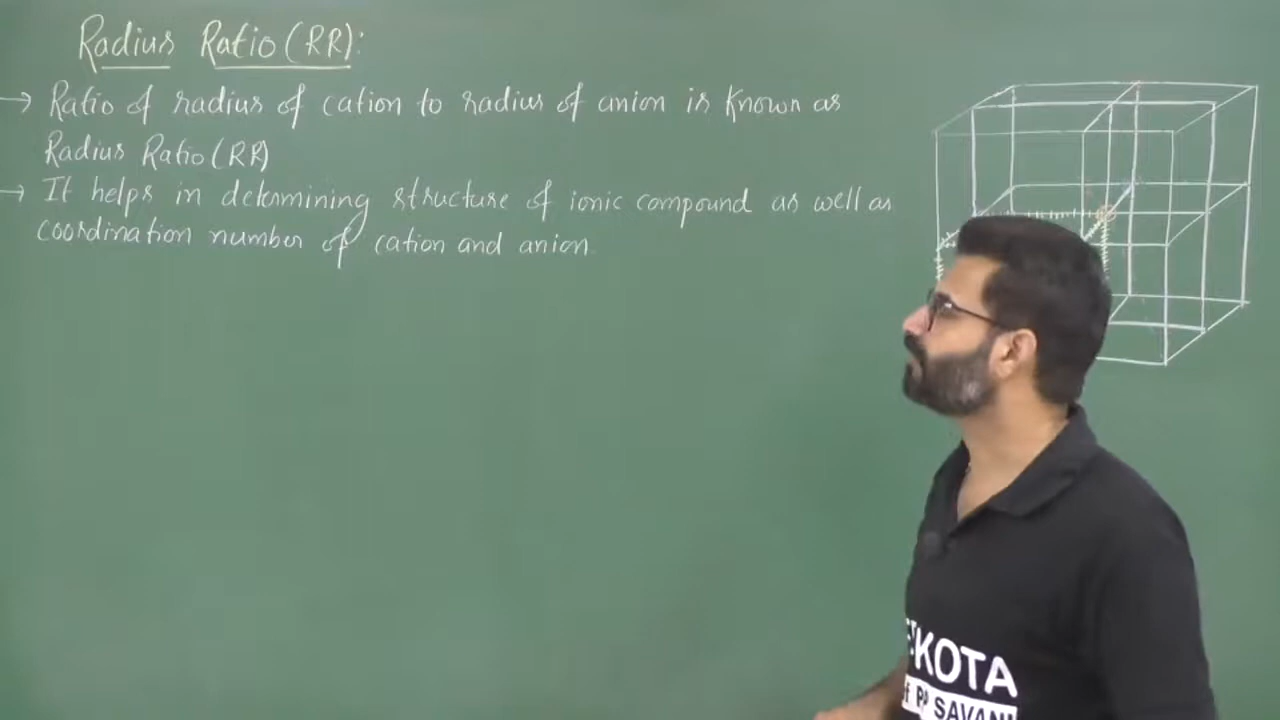 Radius Ratio (RR):
→ Ratio of radius of cation to radius of anion is known as
Radius Ratio (RR)
→ It helps in determining structure of ionic compound as well as
coordination number of cation and anion
KOTA
SAVANI